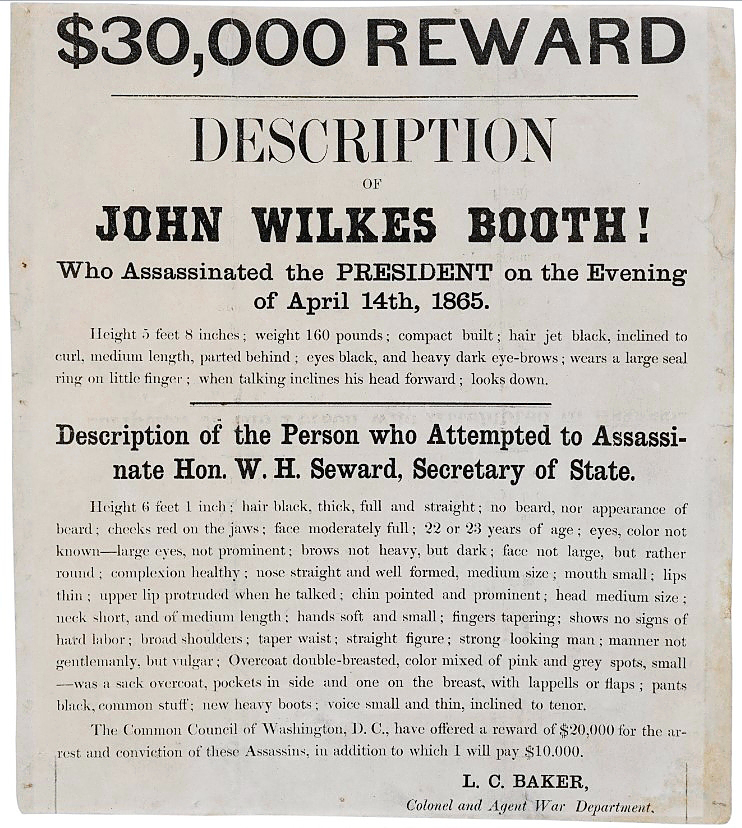 $30,000 REWARD
DESCRIPTION
OF
JOHN WILKES BOOTH!
Who Assassinated the PRESIDENT on the Evening
of April 14th, 1865.
Height 5 feet 8 inches; weight 160 pounds; compact built; hair jet black, inclined to
curl, medium length, parted behind; eyes black, and heavy dark eye-brows; wears a large seal
ring on little finger; when talking inclines his head forward; looks down.
Description of the Person who Attempted to Assassi-
nate Hon. W. H. Seward, Secretary of State.
Height 6 feet 1 inch; hair black, thick, full and straight; no beard, nor appearance of
beard; cheeks red on the jaws; face moderately full; 22 or 23 years of age; eyes, color not
known—large eyes, not prominent; brows not heavy, but dark; face not large, but rather
round; complexion healthy; nose straight and well formed, medium size; mouth small; lips
thin; upper lip protruded when he talked; chin pointed and prominent; head medium size;
neck short, and of medium length; hands soft and small; fingers tapering; shows no signs of
hard labor; broad shoulders; taper waist; straight figure; strong looking man; manner not
gentlemanly, but vulgar; Overcoat double-breasted, color mixed of pink and grey spots, small
—was a sack overcoat, pockets in side and one on the breast, with lappells or flaps; pants
black, common stuff; new heavy boots; voice small and thin, inclined to tenor.
The Common Council of Washington, D. C., have offered a reward of $20,000 for the ar-
rest and conviction of these Assassins, in addition to which I will pay $10,000.
L. C. BAKER,
Colonel and Agent War Department.